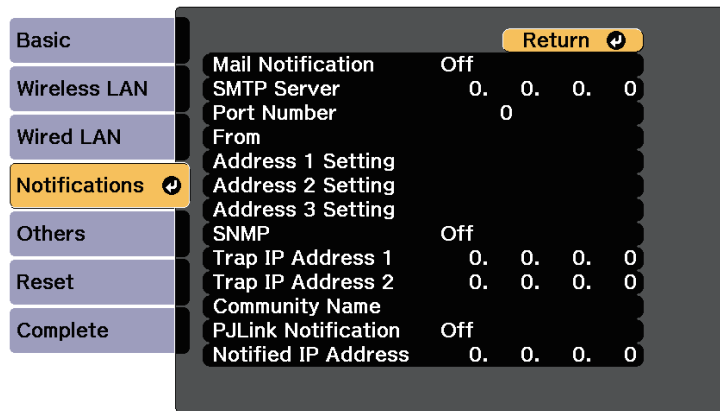 Basic
Wireless LAN
Wired LAN
Notifications
Others
Reset
Complete
Return
Mail Notification Off
SMTP Server 0. 0. 0. 0
Port Number 0
From
Address 1 Setting
Address 2 Setting
Address 3 Setting
SNMP Off
Trap IP Address 1 0. 0. 0. 0
Trap IP Address 2 0. 0. 0. 0
Community Name
PJLink Notification Off
Notified IP Address 0. 0. 0. 0